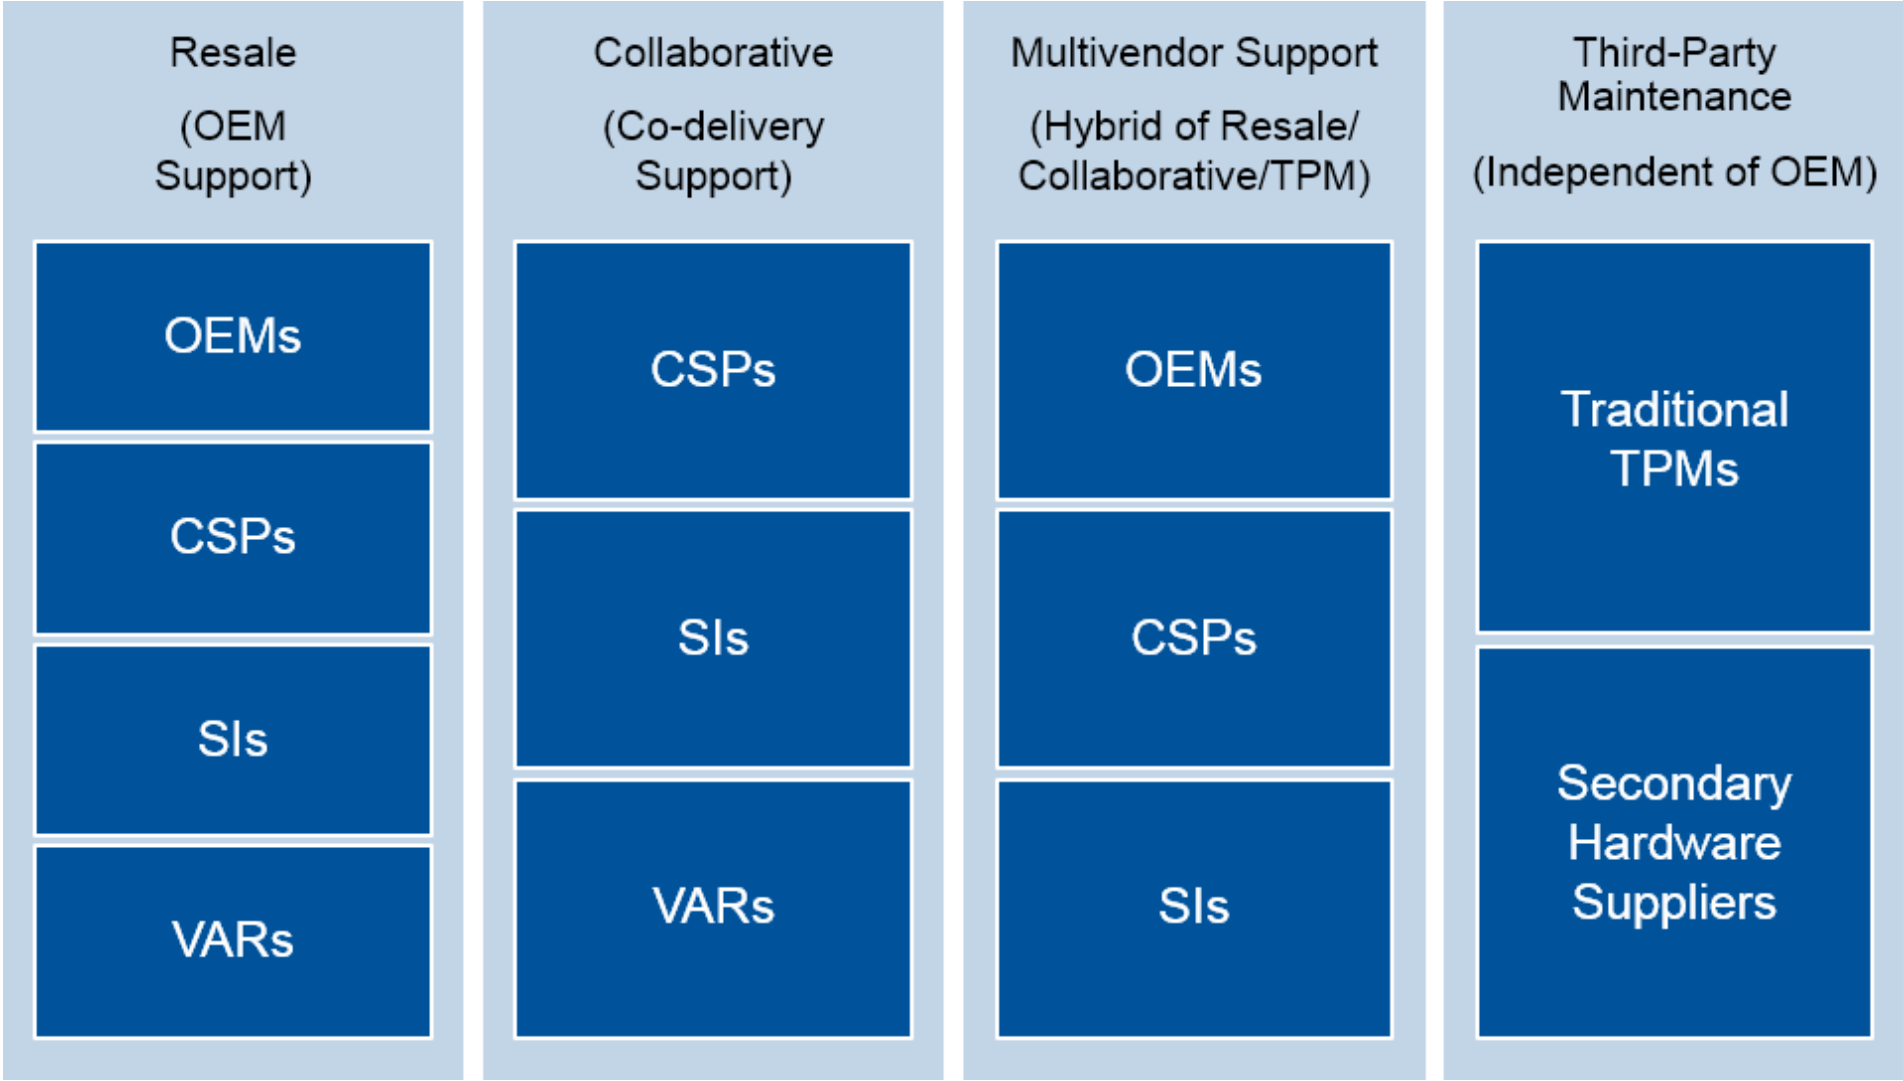 Resale
(OEM
Support)
OEMs
CSPs
SIs
VARs
Collaborative
(Co-delivery
Support)
CSPs
SIs
VARs
Multivendor Support
(Hybrid of Resale/
Collaborative/TPM)
OEMs
CSPs
SIs
Third-Party
Maintenance
(Independent of OEM)
Traditional
TPMs
Secondary
Hardware
Suppliers